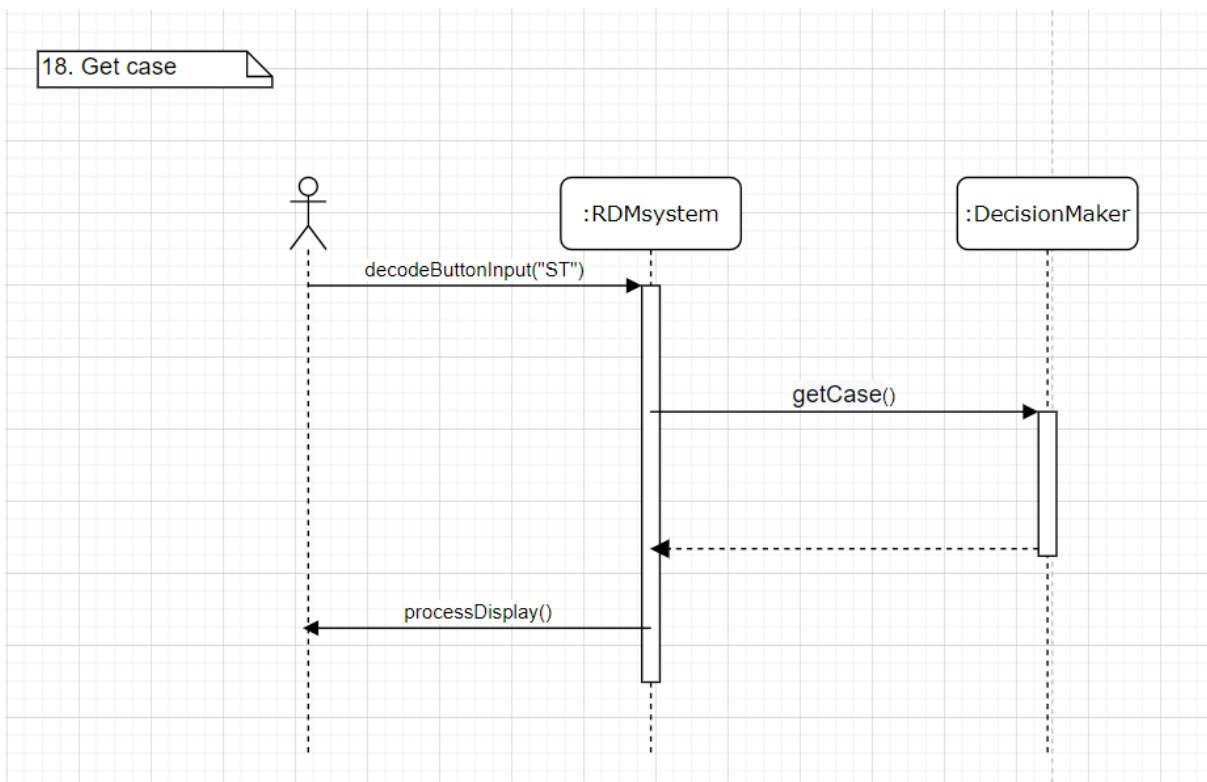 18. Get case
:RDMsystem
:DecisionMaker
decodeButtonInput("ST")
getCase()
processDisplay()